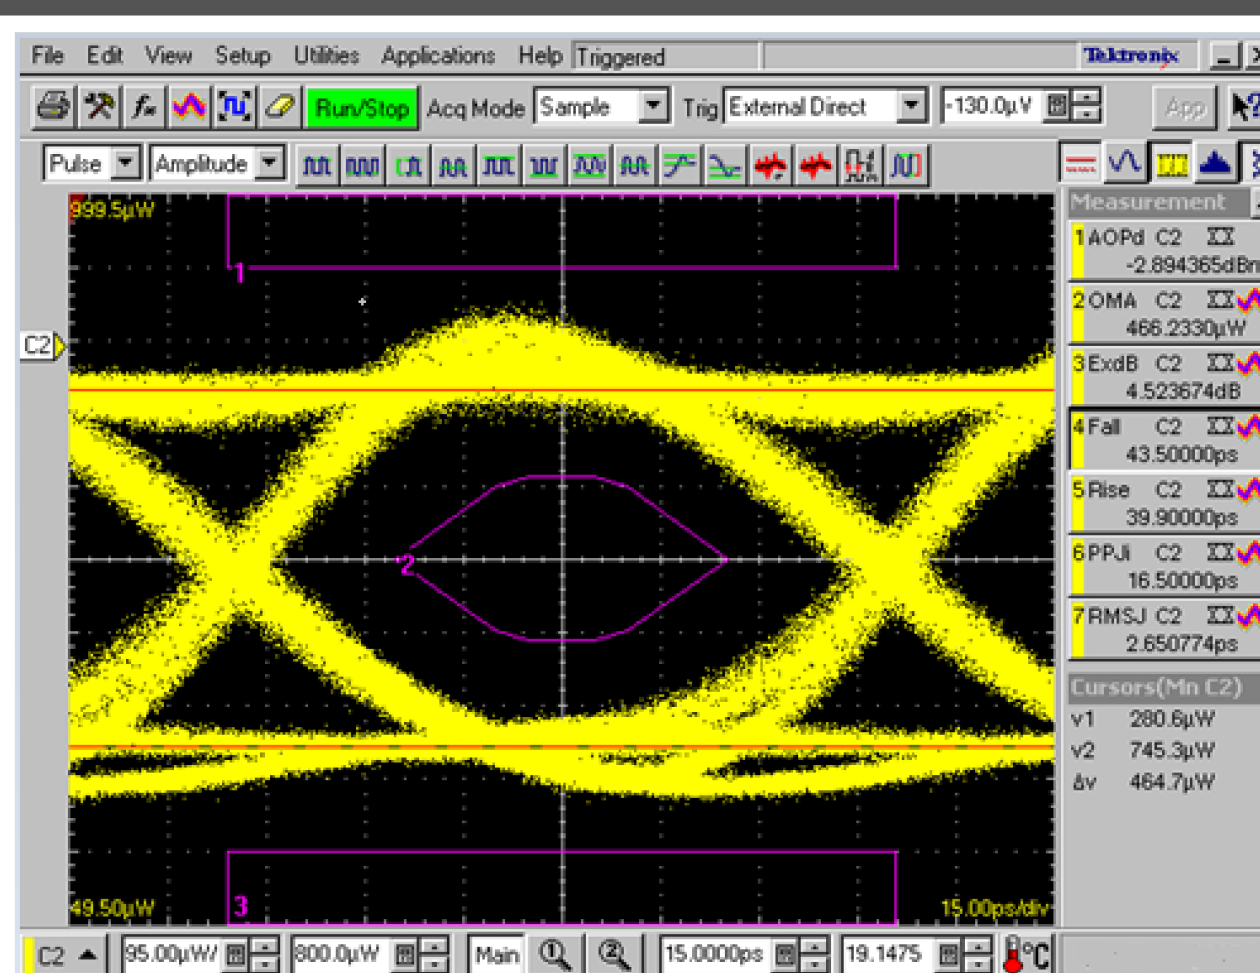 File Edit View Setup Utilities Applications Help Triggered Tektronix
Run/Stop Acq Mode Sample Trig External Direct -130.0µV App
Pulse Amplitude
999.5µW
1
C2
2
49.50µW
3
15.00ps/div
Measurement
1 AOPd C2
-2.894365dBm
2 OMA C2
466.2330µW
3 ExdB C2
4.523674dB
4 Fall C2
43.50000ps
5 Rise C2
39.90000ps
6 PPJi C2
16.50000ps
7 RMSJ C2
2.650774ps
Cursors(Mn C2)
v1 280.6µW
v2 745.3µW
Δv 464.7µW
C2 95.00µW/ 800.0µW Main 1 2 15.0000ps 19.1475 °C